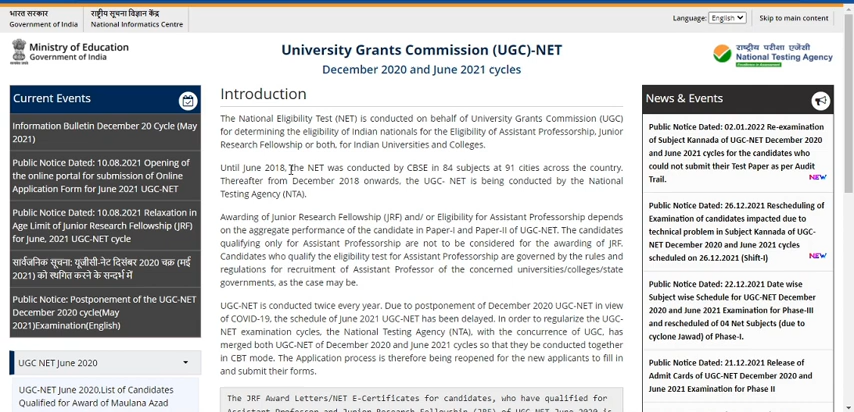 भारत सरकार
Government of India
राष्ट्रीय सूचना विज्ञान केंद्र
National Informatics Centre
Language: English
Skip to main content
Ministry of Education
Government of India
University Grants Commission (UGC)-NET
December 2020 and June 2021 cycles
राष्ट्रीय परीक्षा एजेंसी
National Testing Agency
Current Events
Information Bulletin December 20 Cycle (May
2021)
Public Notice Dated: 10.08.2021 Opening of
the online portal for submission of Online
Application Form for June 2021 UGC-NET
Public Notice Dated: 10.08.2021 Relaxation in
Age Limit of Junior Research Fellowship (JRF)
for June, 2021 UGC-NET cycle
सार्वजनिक सूचना: यूजीसी-नेट दिसंबर 2020 चक्र (मई
2021) को स्थगित करने के सन्दर्भ में
Public Notice: Postponement of the UGC-NET
December 2020 cycle(May
2021)Examination(English)
UGC NET June 2020
UGC-NET June 2020,List of Candidates
Qualified for Award of Maulana Azad
Introduction
The National Eligibility Test (NET) is conducted on behalf of University Grants Commission (UGC)
for determining the eligibility of Indian nationals for the Eligibility of Assistant Professorship, Junior
Research Fellowship or both, for Indian Universities and Colleges.
Until June 2018, the NET was conducted by CBSE in 84 subjects at 91 cities across the country.
Thereafter from December 2018 onwards, the UGC- NET is being conducted by the National
Testing Agency (NTA).
Awarding of Junior Research Fellowship (JRF) and/ or Eligibility for Assistant Professorship depends
on the aggregate performance of the candidate in Paper-I and Paper-II of UGC-NET. The candidates
qualifying only for Assistant Professorship are not to be considered for the awarding of JRF.
Candidates who qualify the eligibility test for Assistant Professorship are governed by the rules and
regulations for recruitment of Assistant Professor of the concerned universities/colleges/state
governments, as the case may be.
UGC-NET is conducted twice every year. Due to postponement of December 2020 UGC-NET in view
of COVID-19, the schedule of June 2021 UGC-NET has been delayed. In order to regularize the UGC-
NET examination cycles, the National Testing Agency (NTA), with the concurrence of UGC, has
merged both UGC-NET of December 2020 and June 2021 cycles so that they be conducted together
in CBT mode. The Application process is therefore being reopened for the new applicants to fill in
and submit their forms.
The JRF Award Letters/NET E-Certificates for candidates, who have qualified for
Assistant Professor and Junior Research Fellowship (JRF) of UGC-NET June 2020 is
News & Events
Public Notice Dated: 02.01.2022 Re-examination
of Subject Kannada of UGC-NET December 2020
and June 2021 cycles for the candidates who
could not submit their Test Paper as per Audit
Trail.
NEW
Public Notice Dated: 26.12.2021 Rescheduling of
Examination of candidates impacted due to
technical problem in Subject Kannada of UGC-
NET December 2020 and June 2021 cycles
scheduled on 26.12.2021 (Shift-I)
NEW
Public Notice Dated: 22.12.2021 Date wise
Subject wise Schedule for UGC-NET December
2020 and June 2021 Examination for Phase-III
and rescheduled of 04 Net Subjects (due to
cyclone Jawad) of Phase-I.
Public Notice Dated: 21.12.2021 Release of
Admit Cards of UGC-NET December 2020 and
June 2021 Examination for Phase II